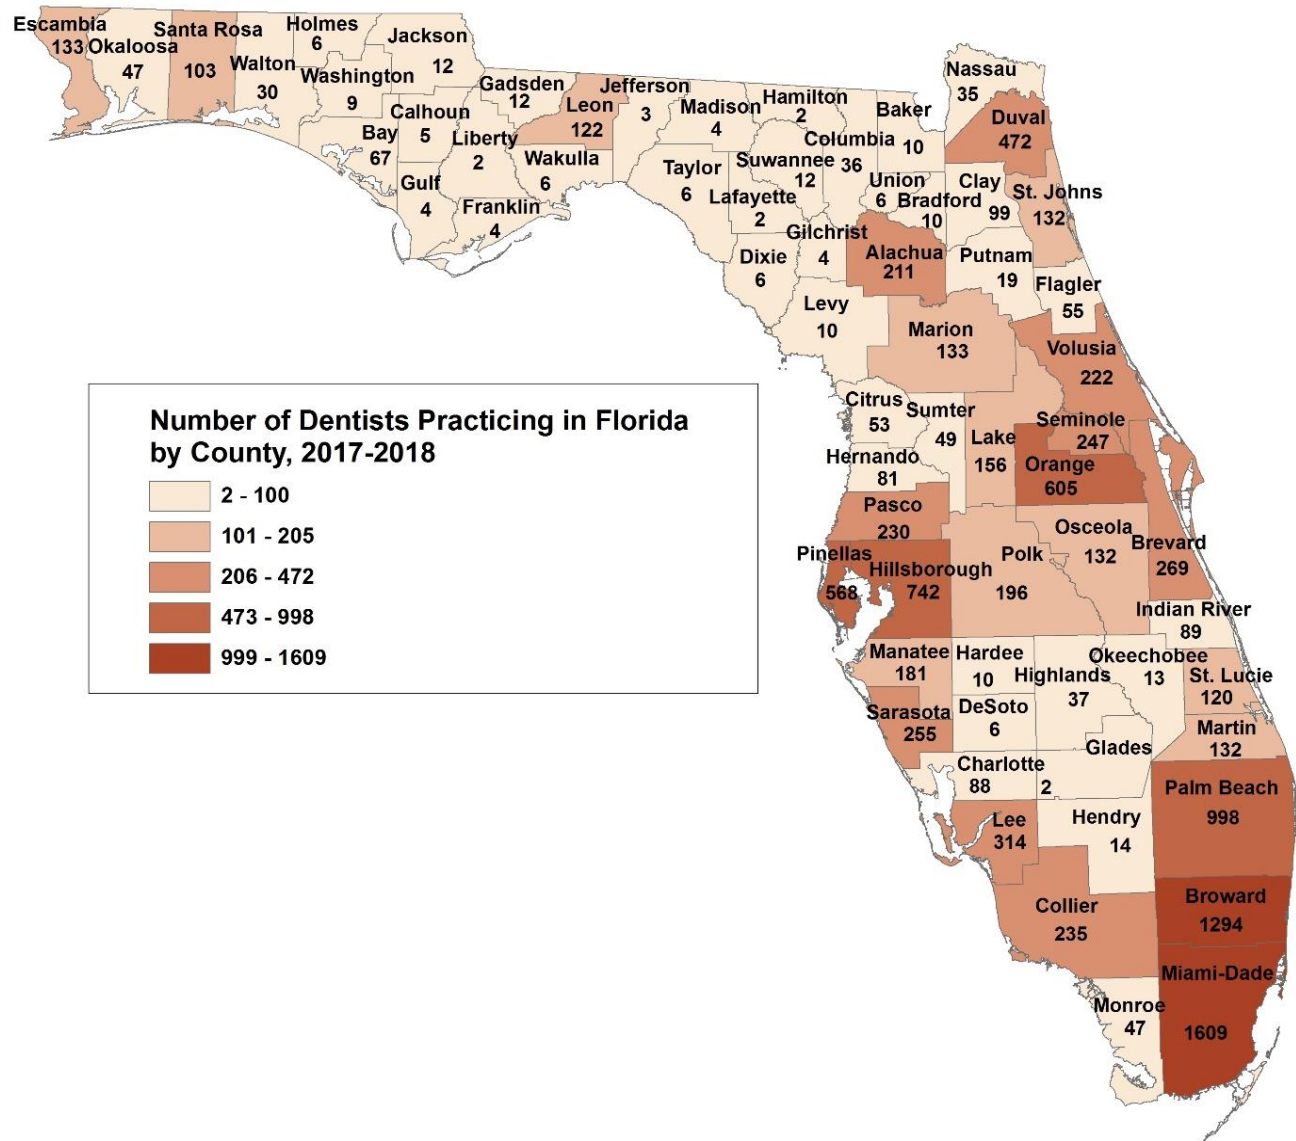 Escambia
133
Okaloosa
47
Santa Rosa
103
Walton
30
Holmes
6
Washington
9
Jackson
12
Bay
67
Calhoun
5
Gulf
4
Liberty
2
Franklin
4
Gadsden
12
Leon
122
Wakulla
6
Jefferson
3
Madison
4
Taylor
6
Hamilton
2
Suwannee
12
Lafayette
2
Dixie
6
Columbia
36
Gilchrist
4
Levy
10
Baker
10
Union
6
Bradford
10
Alachua
211
Nassau
35
Duval
472
Clay
99
St. Johns
132
Putnam
19
Flagler
55
Marion
133
Volusia
222
Citrus
53
Sumter
49
Hernando
81
Lake
156
Seminole
247
Orange
605
Pasco
230
Pinellas
568
Hillsborough
742
Polk
196
Osceola
132
Brevard
269
Indian River
89
Manatee
181
Hardee
10
Highlands
37
Okeechobee
13
St. Lucie
120
Sarasota
255
DeSoto
6
Glades
2
Martin
132
Charlotte
88
Lee
314
Hendry
14
Palm Beach
998
Collier
235
Broward
1294
Monroe
47
Miami-Dade
1609
Number of Dentists Practicing in Florida
by County, 2017-2018
2 - 100
101 - 205
206 - 472
473 - 998
999 - 1609